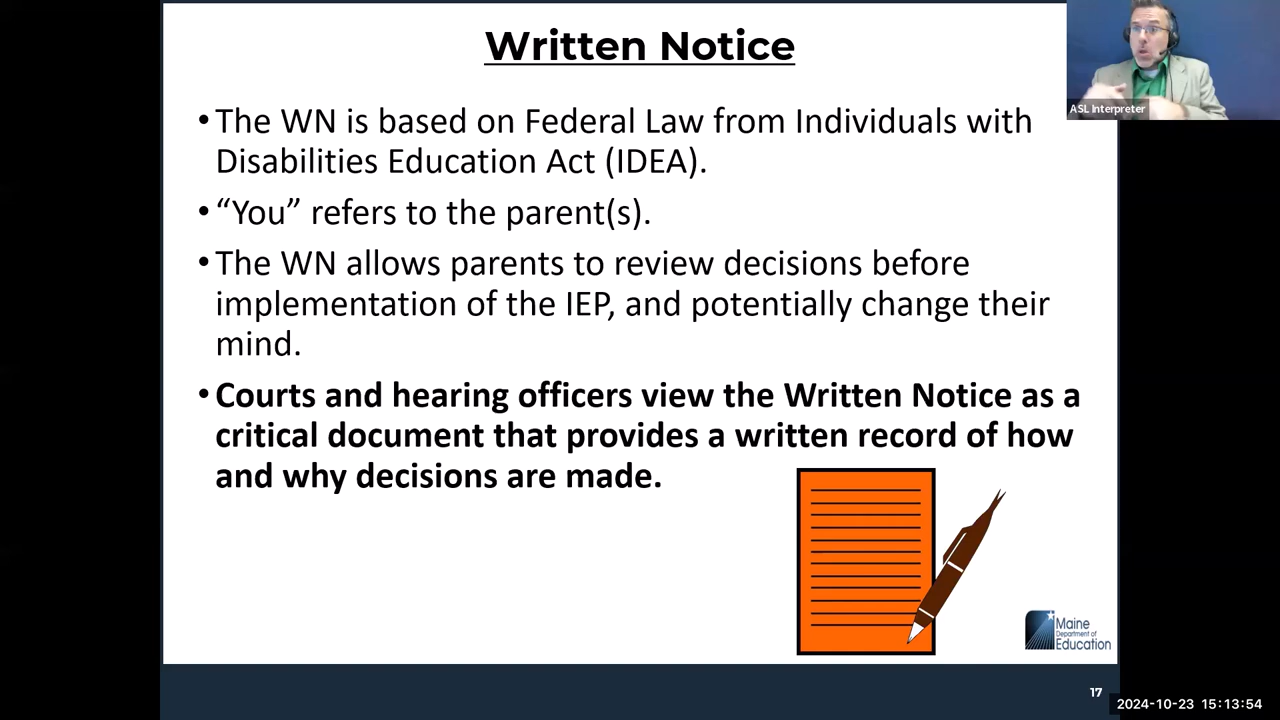 Written Notice
ASL Interpreter
•The WN is based on Federal Law from Individuals with
Disabilities Education Act (IDEA).
•“You” refers to the parent(s).
•The WN allows parents to review decisions before
implementation of the IEP, and potentially change their
mind.
•Courts and hearing officers view the Written Notice as a
critical document that provides a written record of how
and why decisions are made.
Maine
Department of
Education
17
2024-10-23 15:13:54